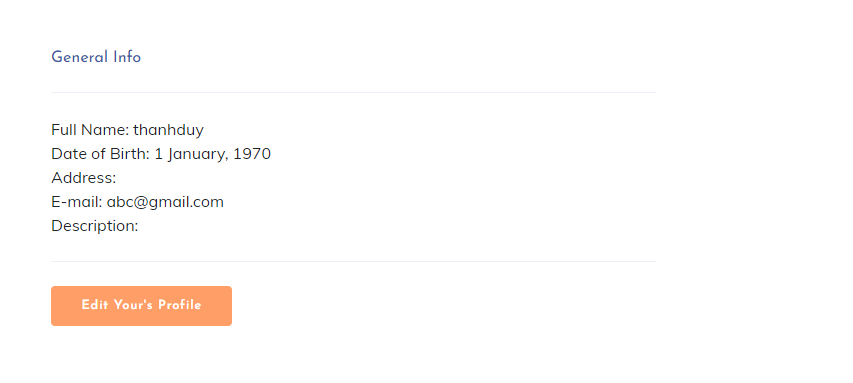 General Info
Full Name: thanhduy
Date of Birth: 1 January, 1970
Address:
E-mail: abc@gmail.com
Description:
Edit Your's Profile